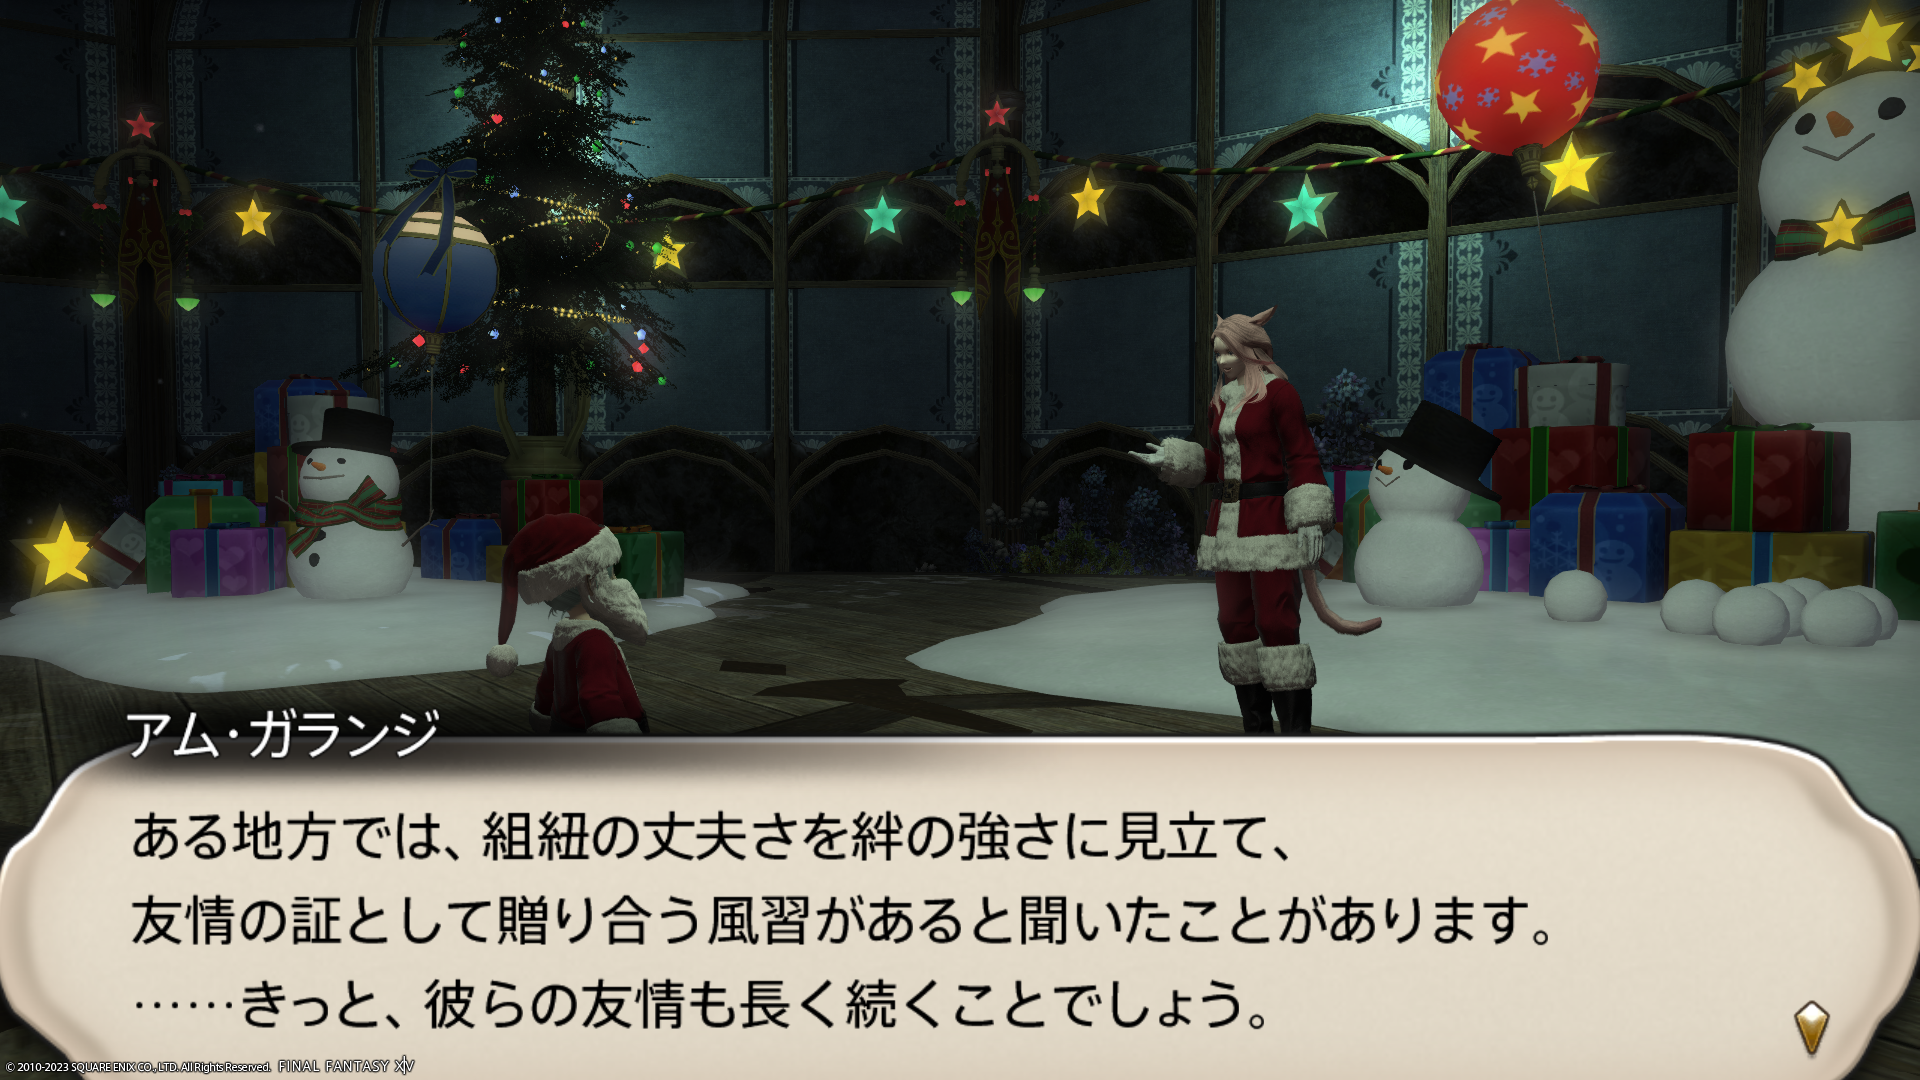 アム・ガランジ
ある地方では、組紐の丈夫さを絆の強さに見立て、
友情の証として贈り合う風習があると聞いたことがあります。
……きっと、彼らの友情も長く続くことでしょう。
© 2010-2023 SQUARE ENIX CO., LTD. All Rights Reserved. FINAL FANTASY XIV